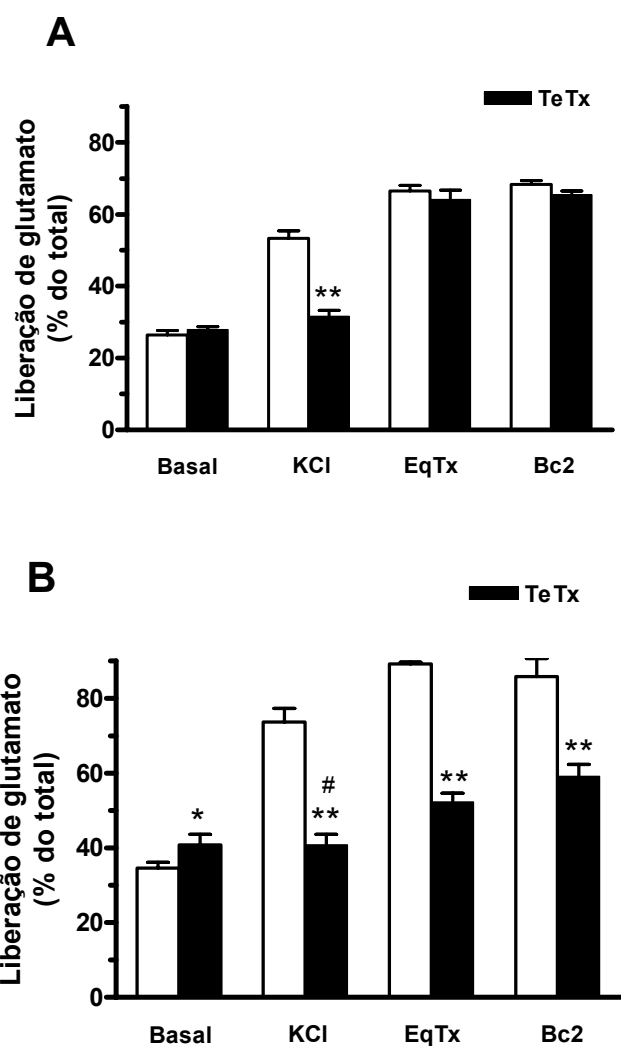 A
TeTx
Liberação de glutamato
(% do total)
80
60
40
20
0
**
Basal KCl EqTx Bc2
B
TeTx
Liberação de glutamato
(% do total)
80
60
40
20
0
*
#
**
**
**
Basal KCl EqTx Bc2